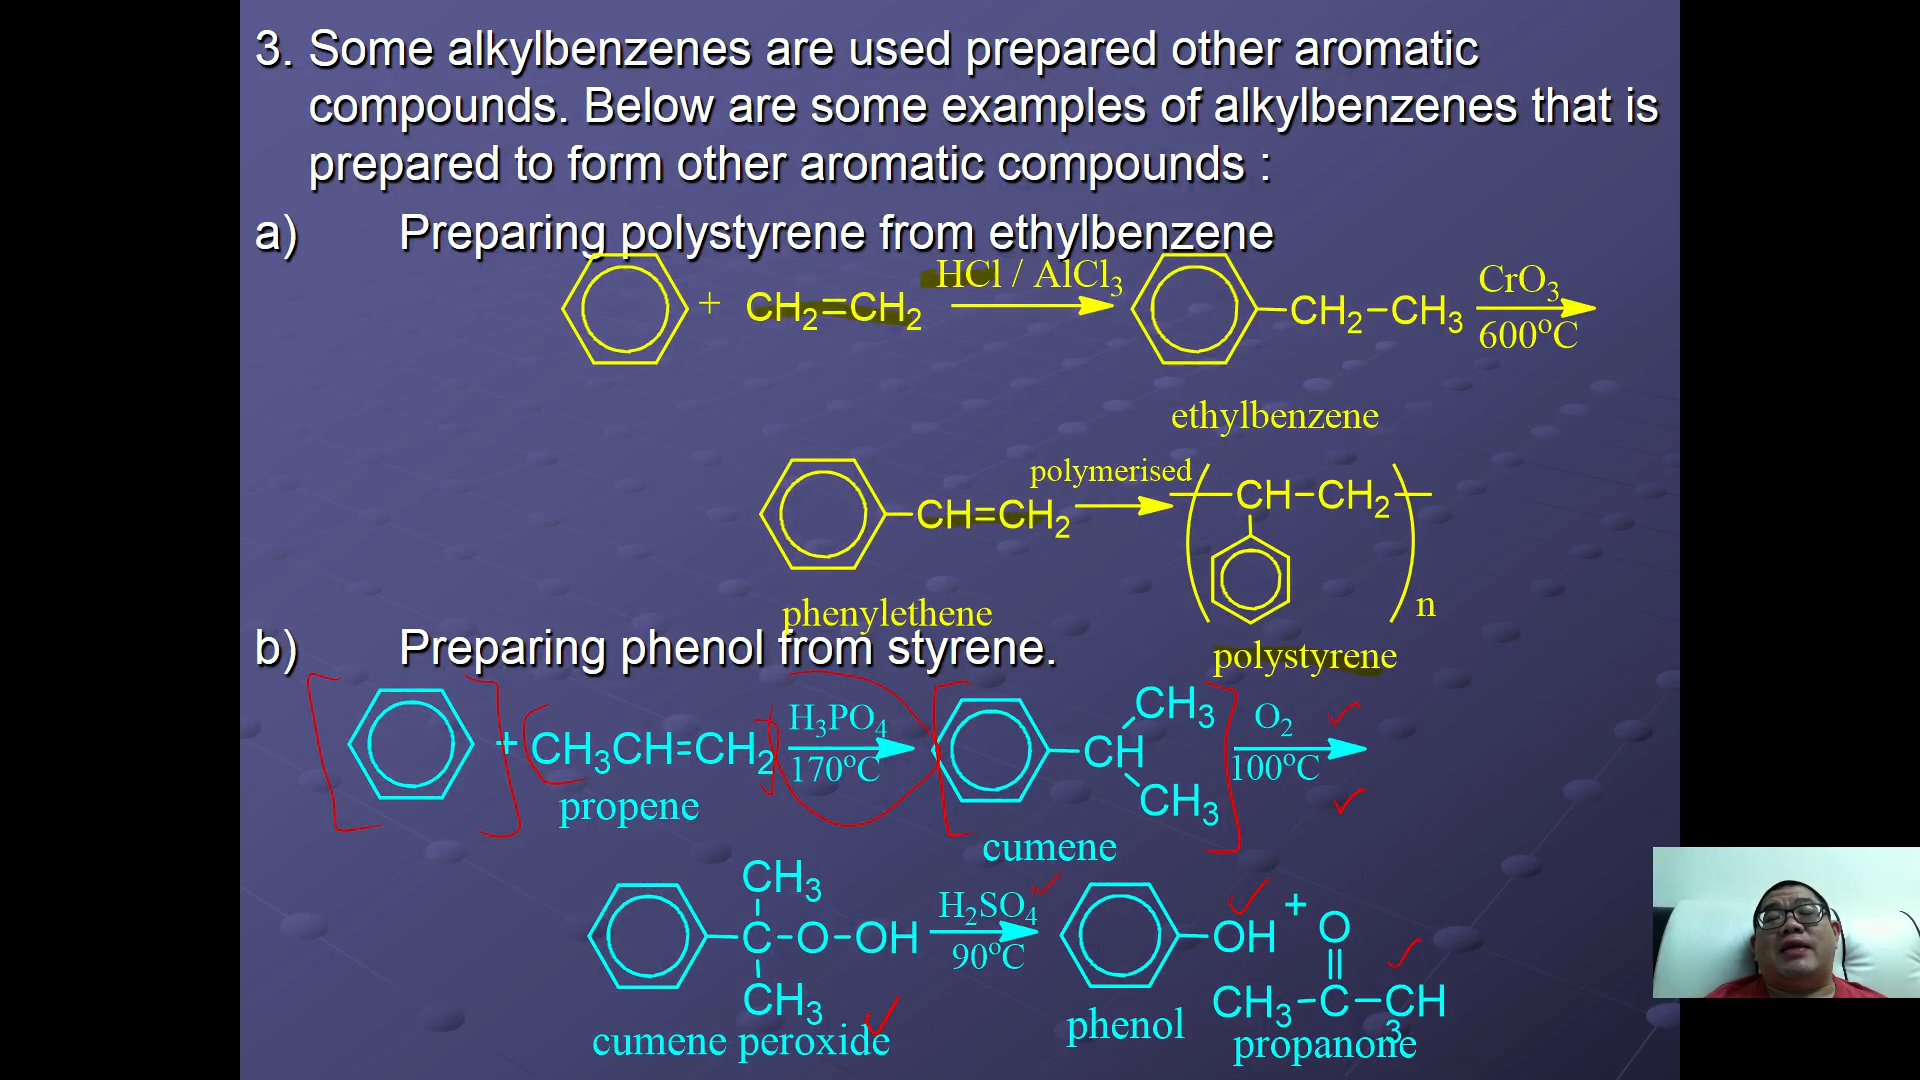 3. Some alkylbenzenes are used prepared other aromatic
compounds. Below are some examples of alkylbenzenes that is
prepared to form other aromatic compounds :
a) Preparing polystyrene from ethylbenzene
+ CH2=CH2 HCl / AlCl3 CH2–CH3 CrO3
600°C
ethylbenzene
CH=CH2 polymerised CH–CH2
n
phenylethene
polystyrene
b) Preparing phenol from styrene.
+ CH3CH=CH2 H3PO4 CH CH3 O2
170°C CH3 100°C
propene
cumene
CH3
C–O–OH H2SO4 OH + O
90°C
CH3 CH3–C–CH3
cumene peroxide phenol propanone